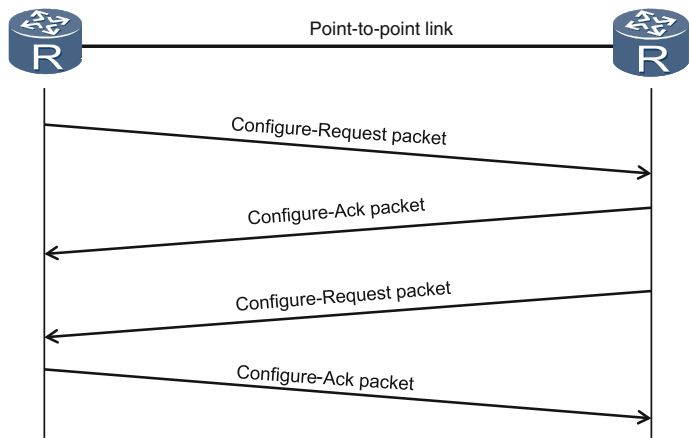 Point-to-point link
R
R
Configure-Request packet
Configure-Ack packet
Configure-Request packet
Configure-Ack packet